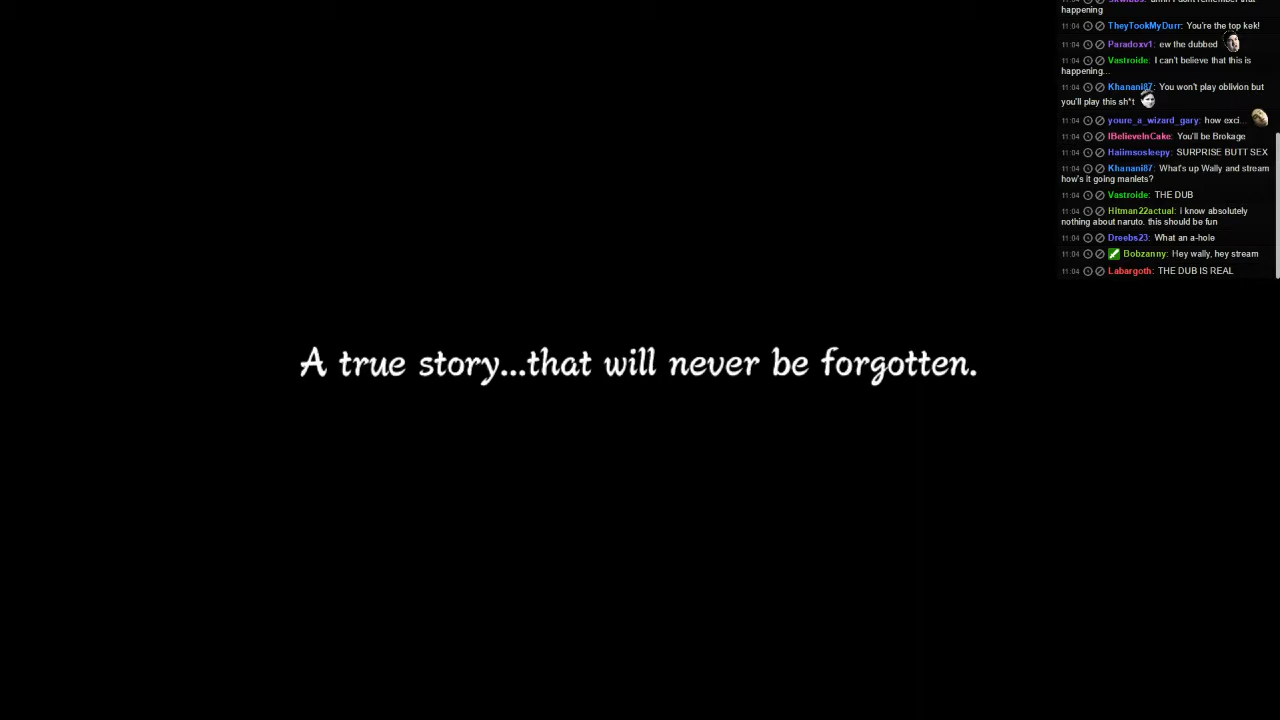 happening
11:04 TheyTookMyDurr: You're the top kek!
11:04 Paradoxv1: ew the dubbed
11:04 Vastroide: I can't believe that this is
happening...
11:04 Khanani87: You won't play oblivion but
you'll play this sh*t
11:04 youre_a_wizard_gary: how exci...
11:04 IBelieveInCake: You'll be Brokage
11:04 Haiimsosleepy: SURPRISE BUTT SEX
11:04 Khanani87: What's up Wally and stream
how's it going manlets?
11:04 Vastroide: THE DUB
11:04 Hitman22actual: i know absolutely
nothing about naruto. this should be fun
11:04 Dreebs23: What an a-hole
11:04 Bobzanny: Hey wally, hey stream
11:04 Labargoth: THE DUB IS REAL
A true story...that will never be forgotten.